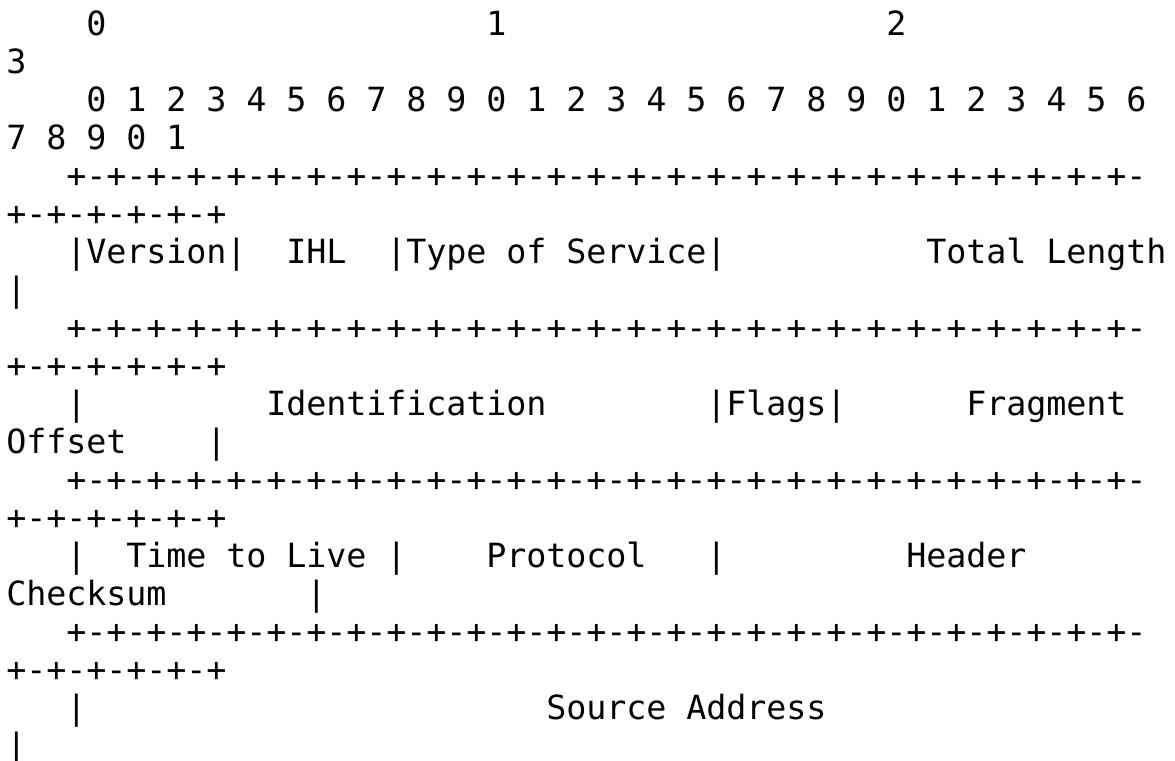 0                   1                   2
3
    0 1 2 3 4 5 6 7 8 9 0 1 2 3 4 5 6 7 8 9 0 1 2 3 4 5 6
7 8 9 0 1
   +-+-+-+-+-+-+-+-+-+-+-+-+-+-+-+-+-+-+-+-+-+-+-+-+-+-+-
+-+-+-+-+-+
   |Version|  IHL  |Type of Service|          Total Length
|
   +-+-+-+-+-+-+-+-+-+-+-+-+-+-+-+-+-+-+-+-+-+-+-+-+-+-+-
+-+-+-+-+-+
   |         Identification        |Flags|      Fragment
Offset    |
   +-+-+-+-+-+-+-+-+-+-+-+-+-+-+-+-+-+-+-+-+-+-+-+-+-+-+-
+-+-+-+-+-+
   |  Time to Live |    Protocol   |         Header
Checksum       |
   +-+-+-+-+-+-+-+-+-+-+-+-+-+-+-+-+-+-+-+-+-+-+-+-+-+-+-
+-+-+-+-+-+
   |                       Source Address
|